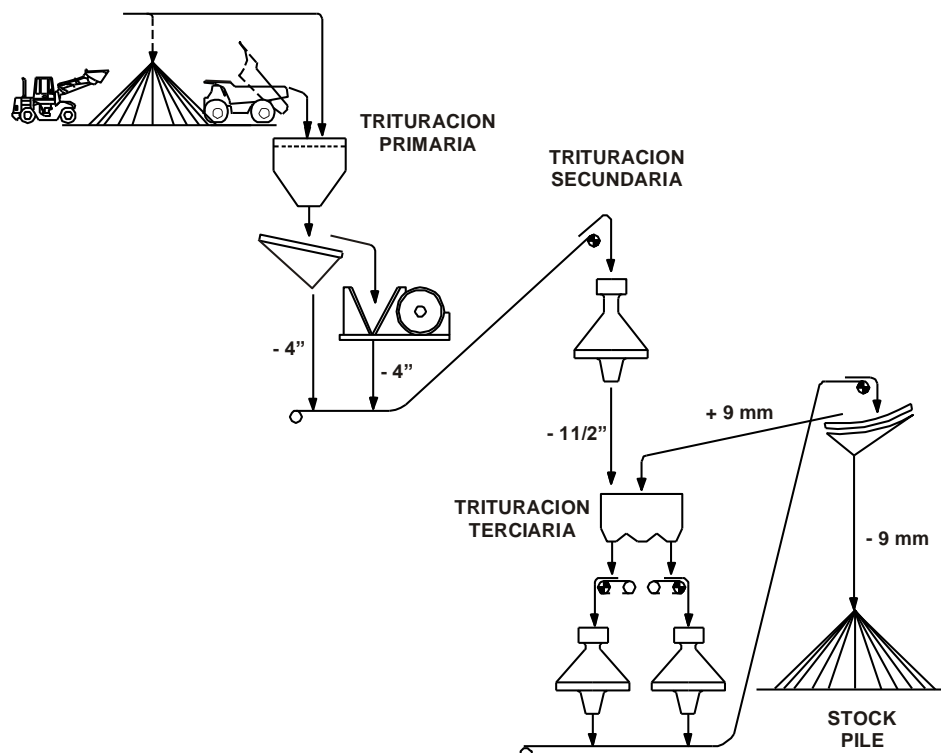 TRITURACION
PRIMARIA
TRITURACION
SECUNDARIA
- 4”
- 4”
+ 9 mm
- 11/2”
TRITURACION
TERCIARIA
- 9 mm
STOCK
PILE